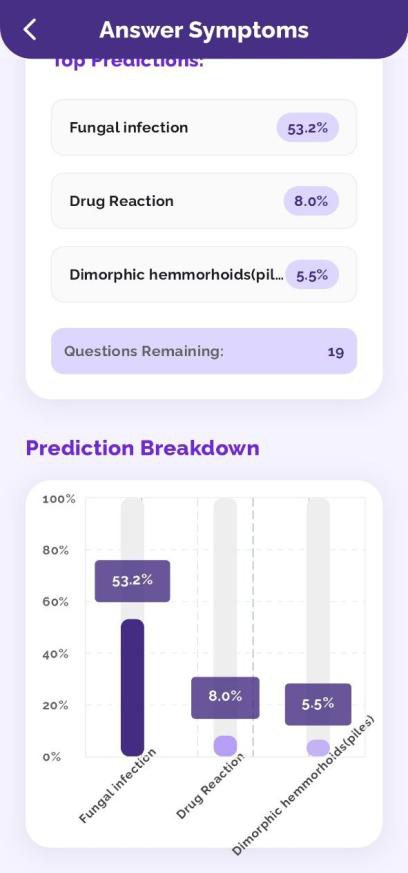 Answer Symptoms
Top Predictions:
Fungal infection 53.2%
Drug Reaction 8.0%
Dimorphic hemmorhoids(pil... 5.5%
Questions Remaining: 19
Prediction Breakdown
100%
80%
60%
40%
20%
0%
53.2%
8.0%
5.5%
Fungal infection
Drug Reaction
Dimorphic hemmorhoids(piles)